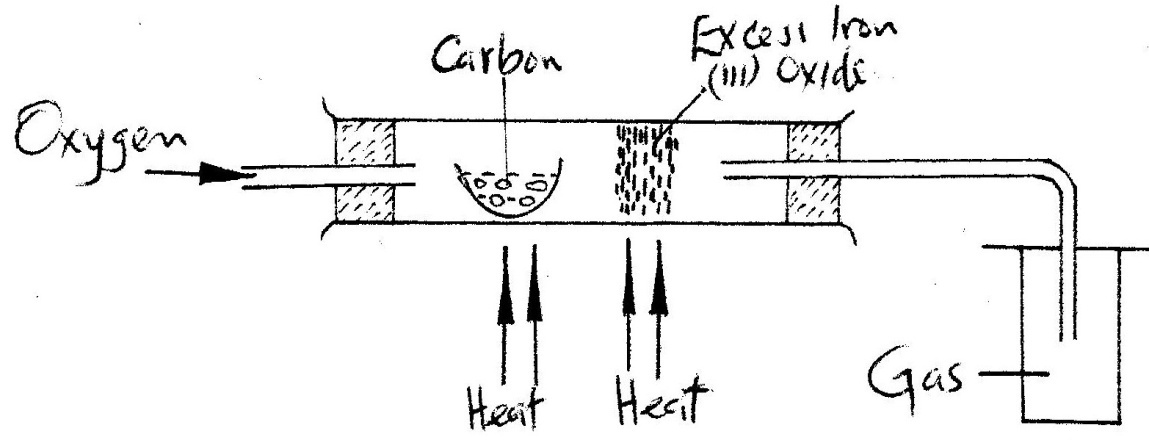 Excess Iron
(III) Oxide
Carbon
Oxygen
Gas
Heat
Heat